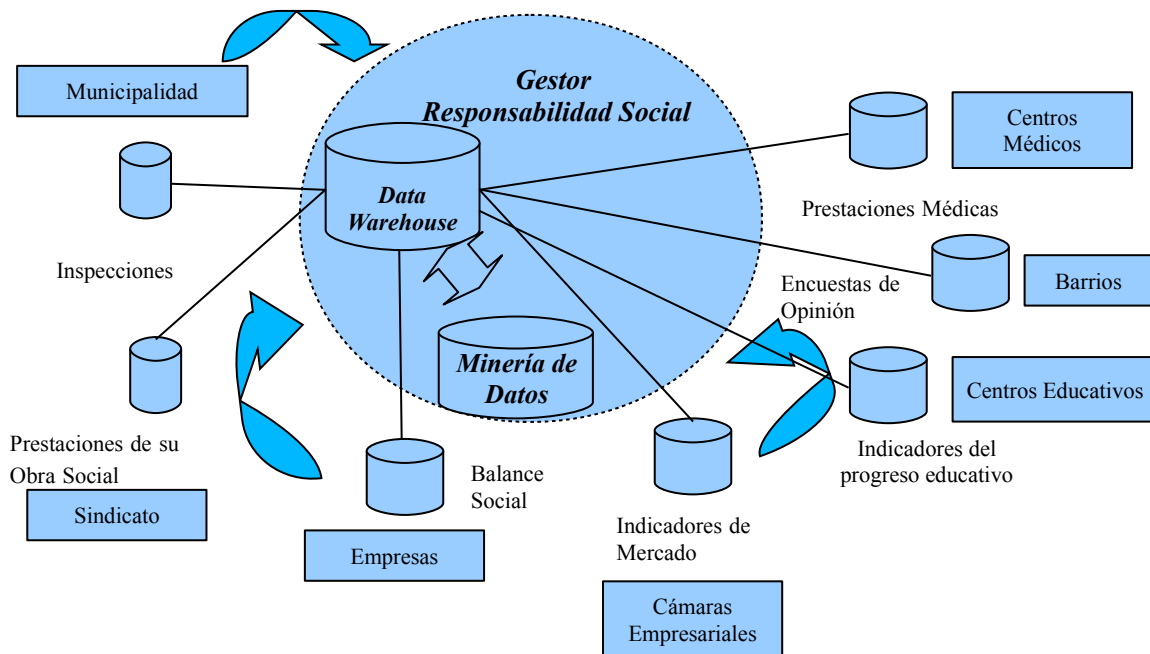 Gestor
Responsabilidad Social
Municipalidad
Centros
Médicos
Data
Warehouse
Prestaciones Médicas
Inspecciones
Encuestas de
Opinión
Barrios
Minería de
Datos
Centros Educativos
Prestaciones de su
Obra Social
Sindicato
Balance
Social
Empresas
Indicadores del
progreso educativo
Indicadores de
Mercado
Cámaras
Empresariales